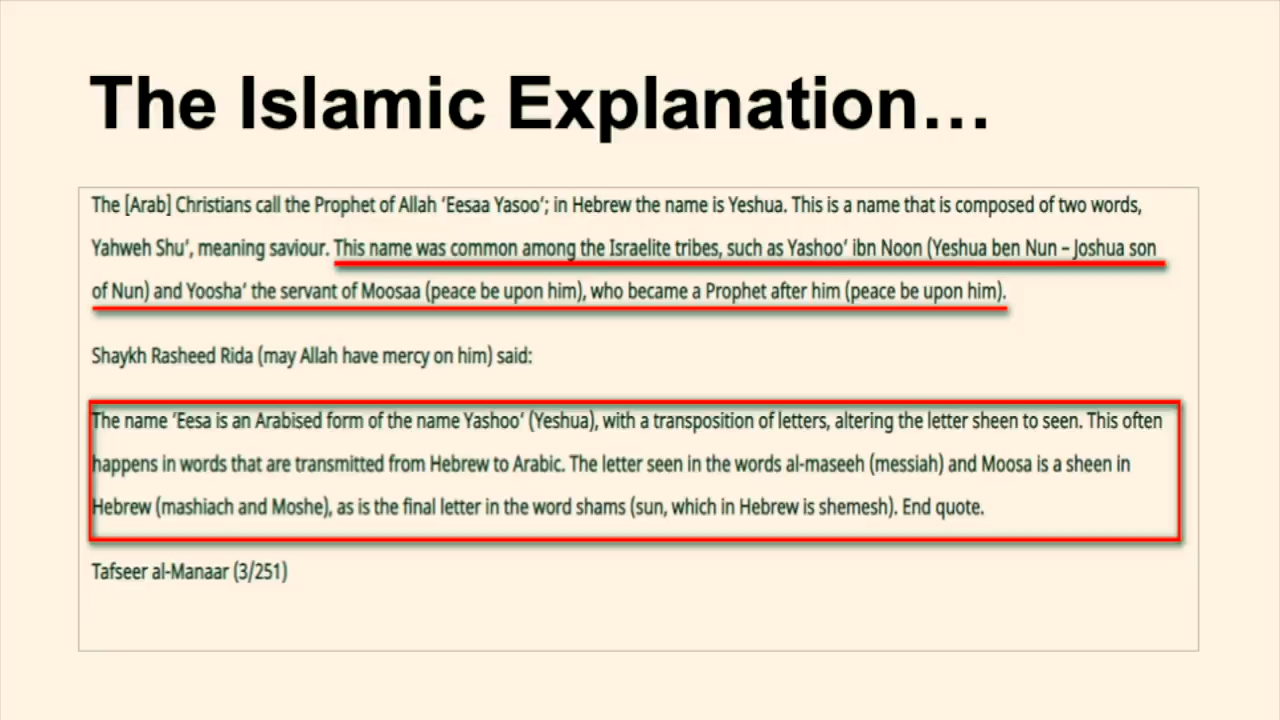 The Islamic Explanation...
The [Arab] Christians call the Prophet of Allah ‘Eesaa Yasoo’; in Hebrew the name is Yeshua. This is a name that is composed of two words,
Yahweh Shu’, meaning saviour. This name was common among the Israelite tribes, such as Yashoo’ ibn Noon (Yeshua ben Nun – Joshua son
of Nun) and Yoosha’ the servant of Moosaa (peace be upon him), who became a Prophet after him (peace be upon him).
Shaykh Rasheed Rida (may Allah have mercy on him) said:
The name ‘Eesa is an Arabised form of the name Yashoo’ (Yeshua), with a transposition of letters, altering the letter sheen to seen. This often
happens in words that are transmitted from Hebrew to Arabic. The letter seen in the words al-maseeh (messiah) and Moosa is a sheen in
Hebrew (mashiach and Moshe), as is the final letter in the word shams (sun, which in Hebrew is shemesh). End quote.
Tafseer al-Manaar (3/251)